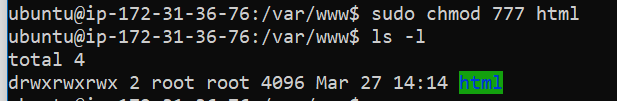 ubuntu@ip-172-31-36-76:/var/www$ sudo chmod 777 html
ubuntu@ip-172-31-36-76:/var/www$ ls -l
total 4
drwxrwxrwx 2 root root 4096 Mar 27 14:14 html